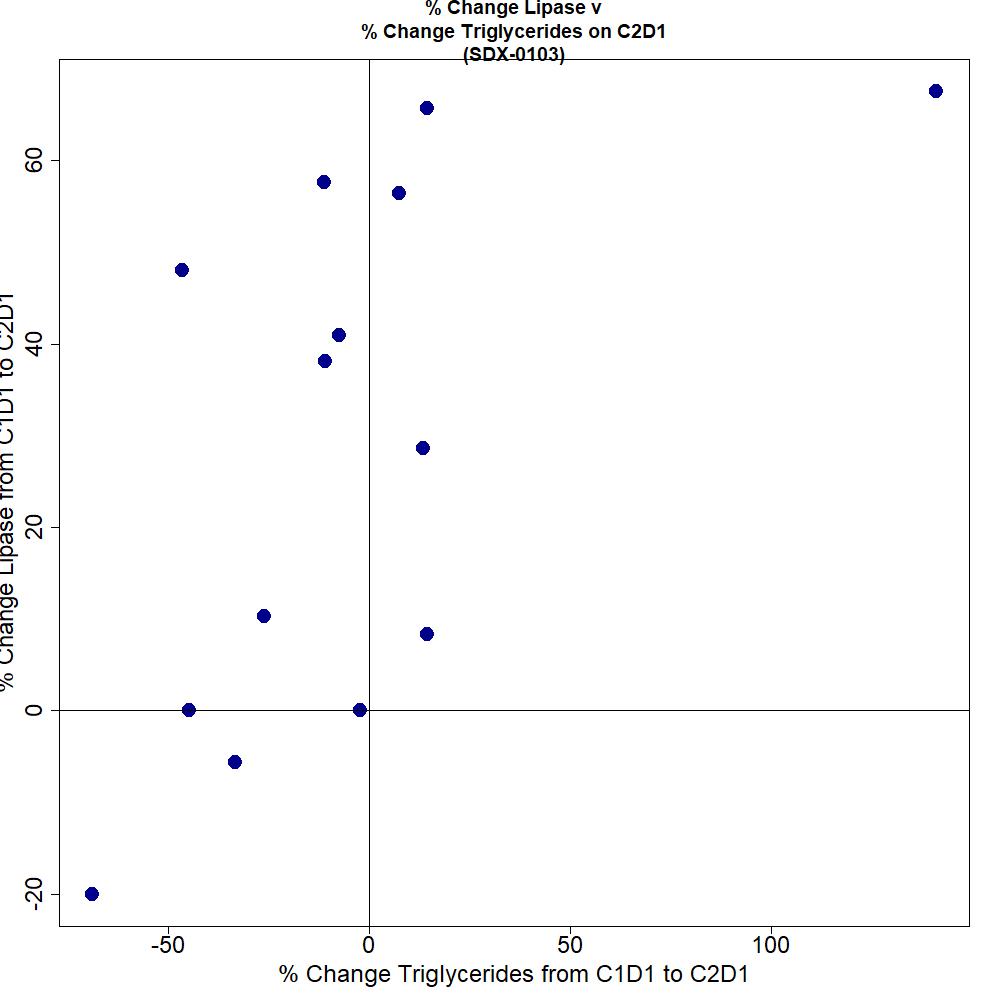 % Change Lipase v
% Change Triglycerides on C2D1
(SDX-0103)
% Change Lipase from C1D1 to C2D1
60
40
20
0
-20
-50
0
50
100
% Change Triglycerides from C1D1 to C2D1